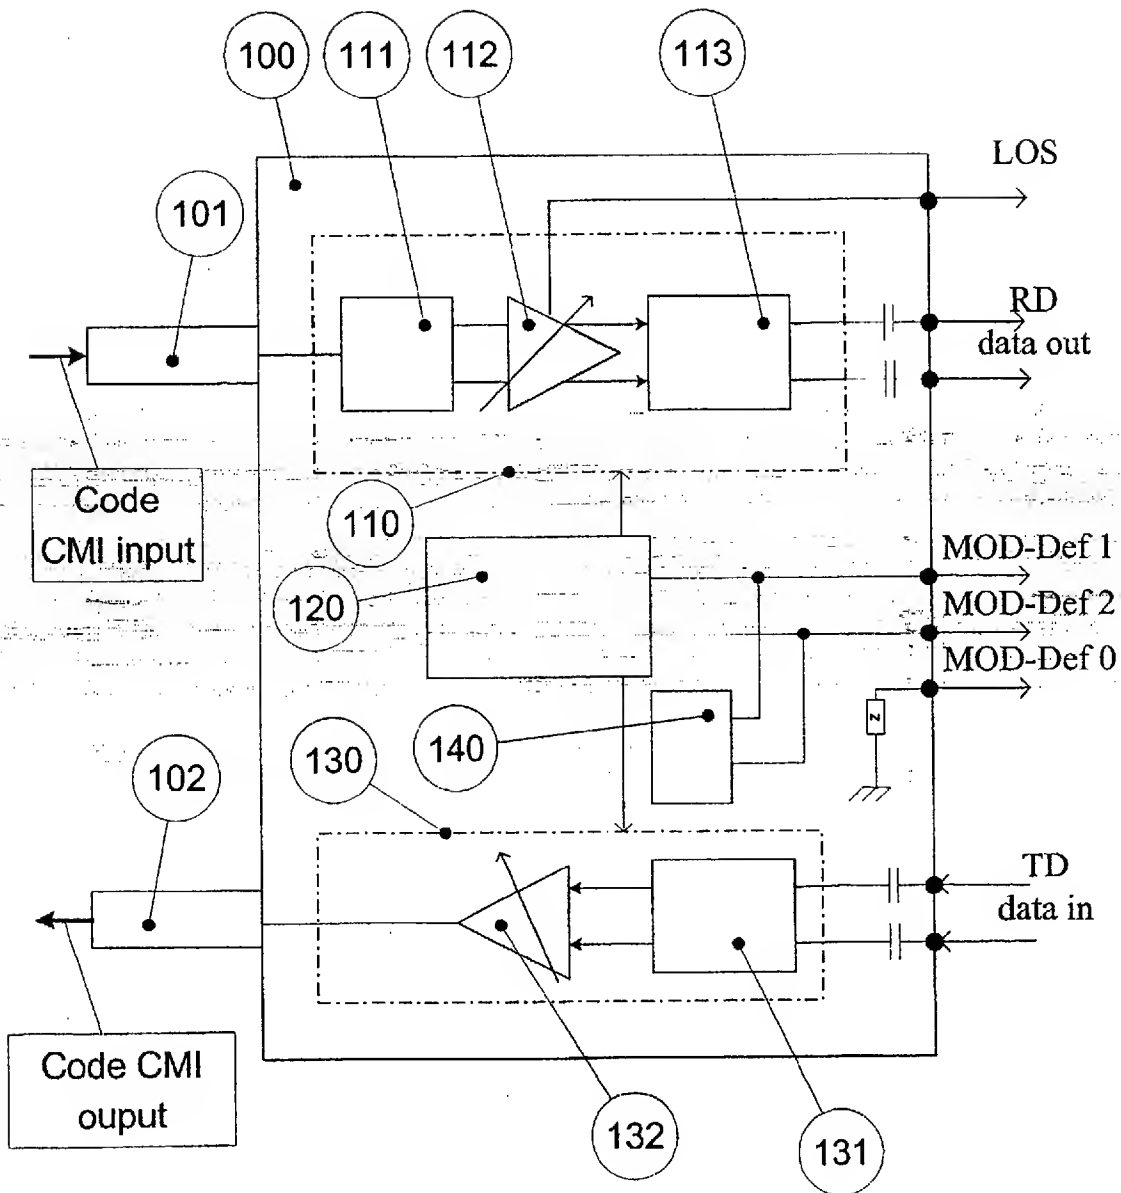 100
111
112
113
LOS
101
RD
data out
Code
CMI input
110
MOD-Def 1
120
MOD-Def 2
MOD-Def 0
z
140
102
130
TD
data in
Code CMI
ouput
132
131